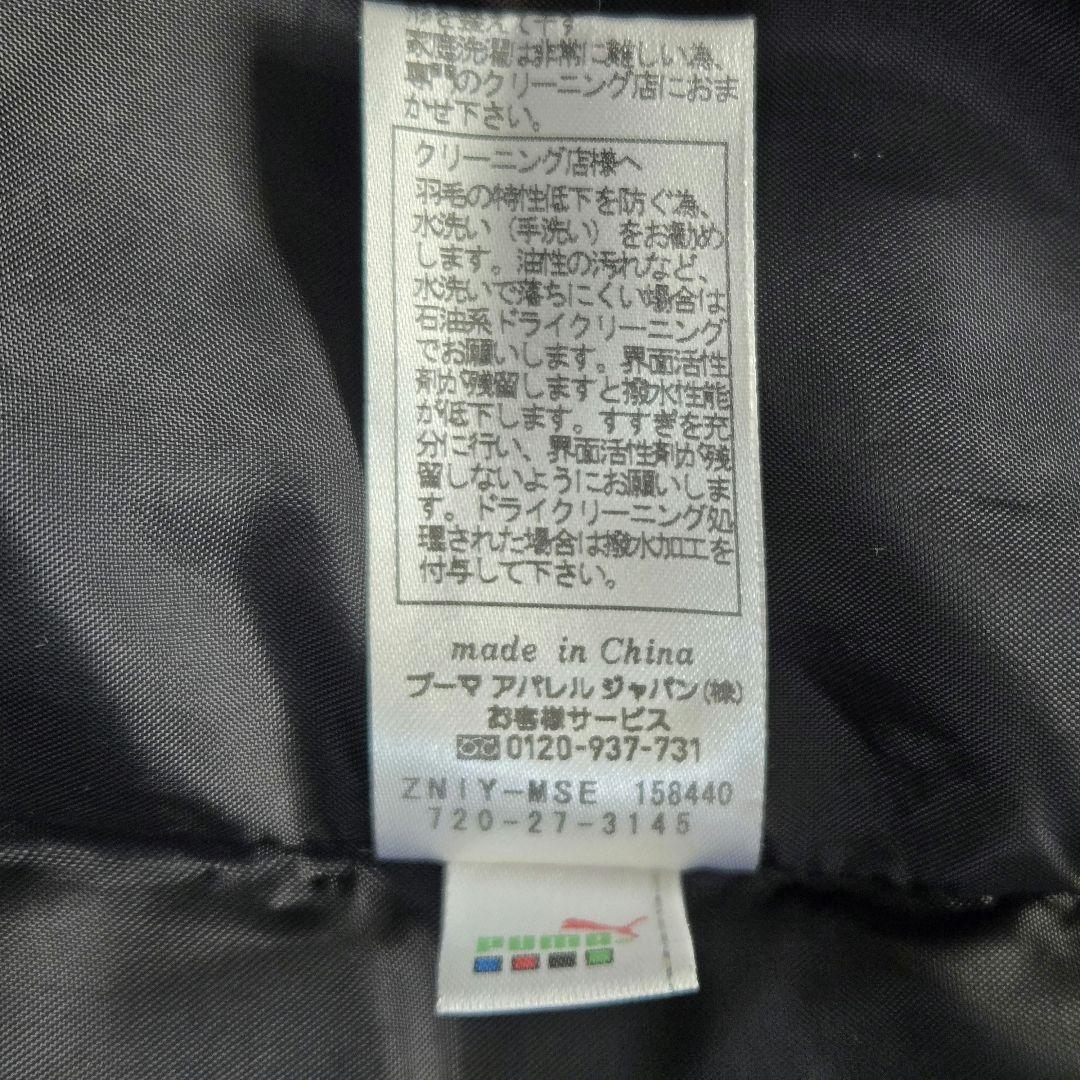 形を整えて干す
家庭洗濯は非常に難しい為、
専門のクリーニング店におま
かせ下さい。
クリーニング店様へ
羽毛の特性低下を防ぐ為、
水洗い（手洗い）をお勧め
します。油性の汚れなど、
水洗いで落ちにくい場合は
石油系ドライクリーニング
でお願いします。界面活性
剤が残留しますと撥水性能
が低下します。すすぎを充
分に行い、界面活性剤が残
留しないようにお願いしま
す。ドライクリーニング処
理された場合は撥水加工を
付与して下さい。
made in China
プーマ アパレル ジャパン(株)
お客様サービス
0120-937-731
ZNIY-MSE 158440
720-27-3145
puma